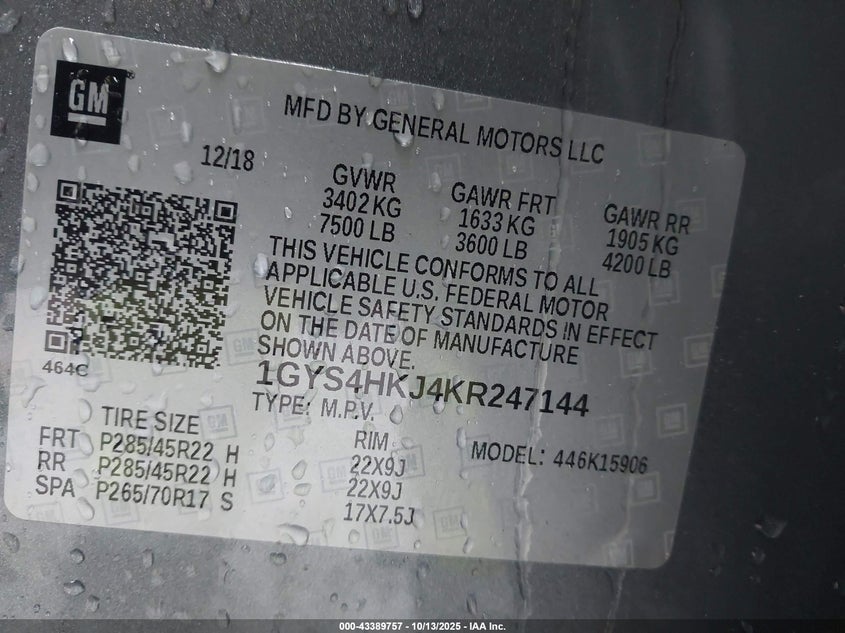 GM
MFD BY GENERAL MOTORS LLC
12/18
GVWR
3402 KG
7500 LB
GAWR FRT
1633 KG
3600 LB
GAWR RR
1905 KG
4200 LB
THIS VEHICLE CONFORMS TO ALL
APPLICABLE U.S. FEDERAL MOTOR
VEHICLE SAFETY STANDARDS IN EFFECT
ON THE DATE OF MANUFACTURE
SHOWN ABOVE.
464C
1GYS4HKJ4KR247144
TYPE: M.P.V.
MODEL: 446K15906
TIRE SIZE
RIM
FRT P285/45R22 H 22X9J
RR P285/45R22 H 22X9J
SPA P265/70R17 S 17X7.5J
000-43389757 - 10/13/2025 - IAA Inc.